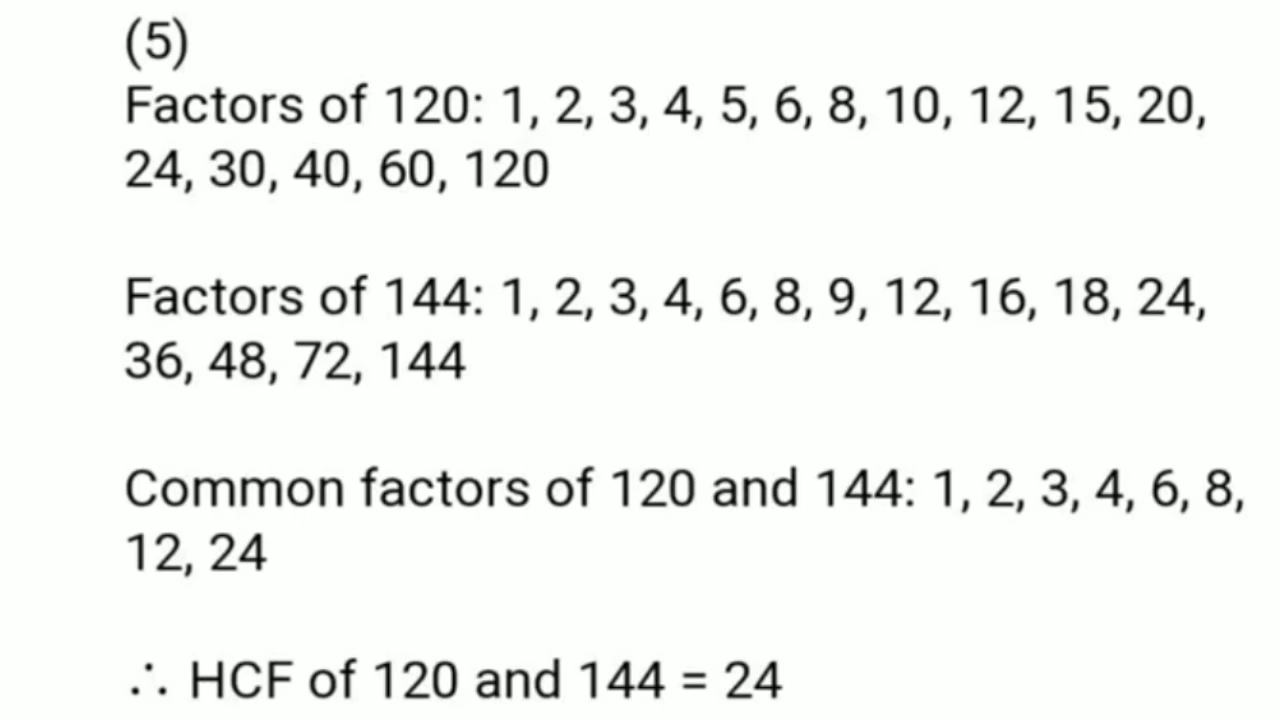 (5)
Factors of 120: 1, 2, 3, 4, 5, 6, 8, 10, 12, 15, 20,
24, 30, 40, 60, 120
Factors of 144: 1, 2, 3, 4, 6, 8, 9, 12, 16, 18, 24,
36, 48, 72, 144
Common factors of 120 and 144: 1, 2, 3, 4, 6, 8,
12, 24
∴ HCF of 120 and 144 = 24